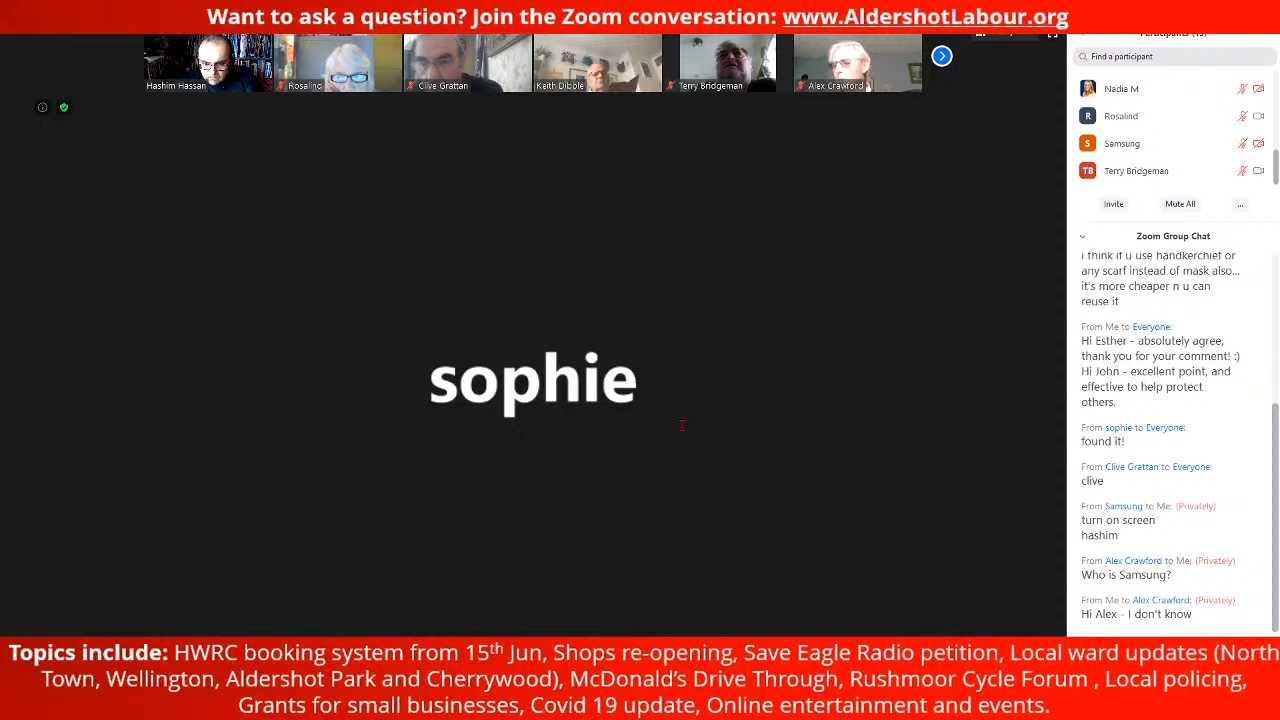 Want to ask a question? Join the Zoom conversation: www.AldershotLabour.org
Hashim Hassan
Rosalind
Clive Grattan
Keith Dibble
Terry Bridgeman
Alex Crawford
Find a participant
Nadia M
R Rosalind
S Samsung
TB Terry Bridgeman
Invite Mute All ...
Zoom Group Chat
I think if u use handkerchief or
any scarf instead of mask also...
it's more cheaper n u can
reuse it
From Me to Everyone:
Hi Esther - absolutely agree,
thank you for your comment! :)
Hi John - excellent point, and
effective to help protect
others.
From sophie to Everyone:
found it!
From Clive Grattan to Everyone:
clive
From Samsung to Me: (Privately)
turn on screen
hashim
From Alex Crawford to Me: (Privately)
Who is Samsung?
From Me to Alex Crawford: (Privately)
Hi Alex - I don't know
sophie
Topics include: HWRC booking system from 15th Jun, Shops re-opening, Save Eagle Radio petition, Local ward updates (North
Town, Wellington, Aldershot Park and Cherrywood), McDonald's Drive Through, Rushmoor Cycle Forum , Local policing,
Grants for small businesses, Covid 19 update, Online entertainment and events.